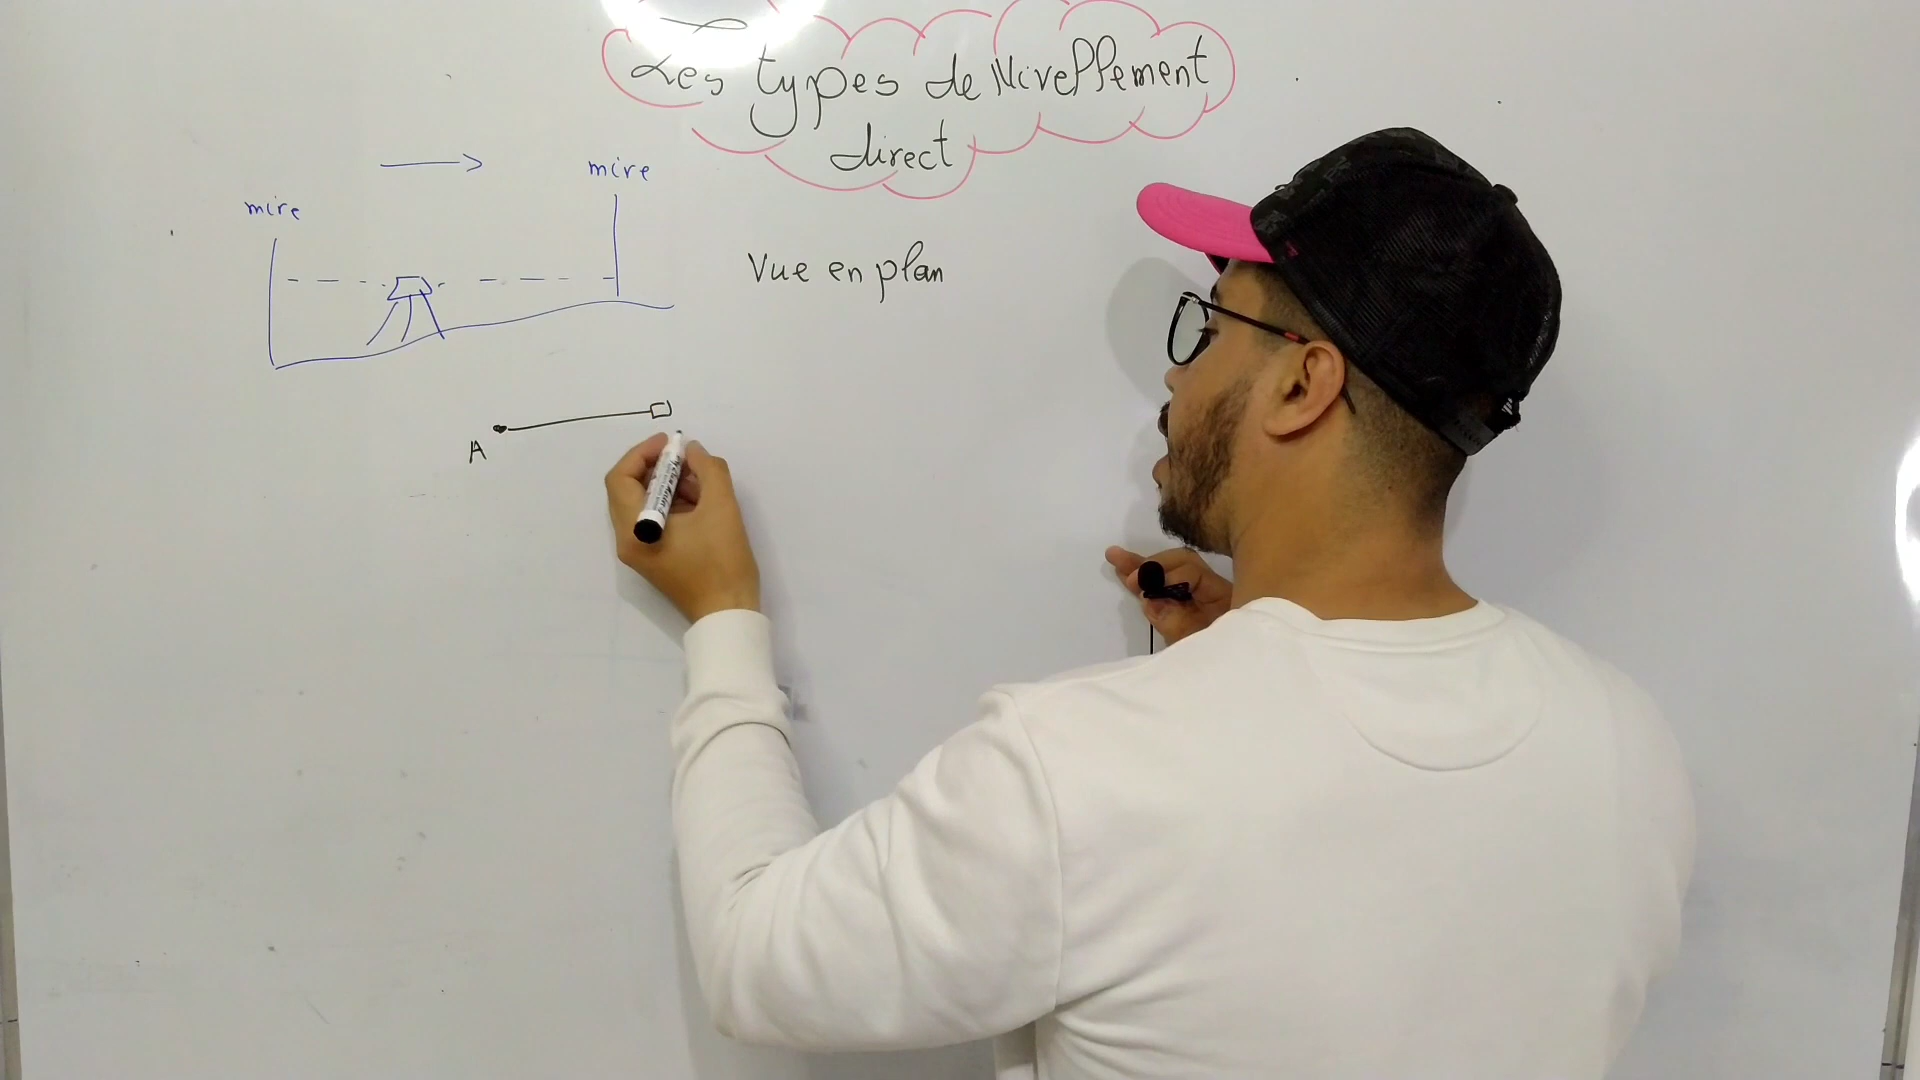 Les types de Nivellement
direct
mire
mire
Vue en plan
A